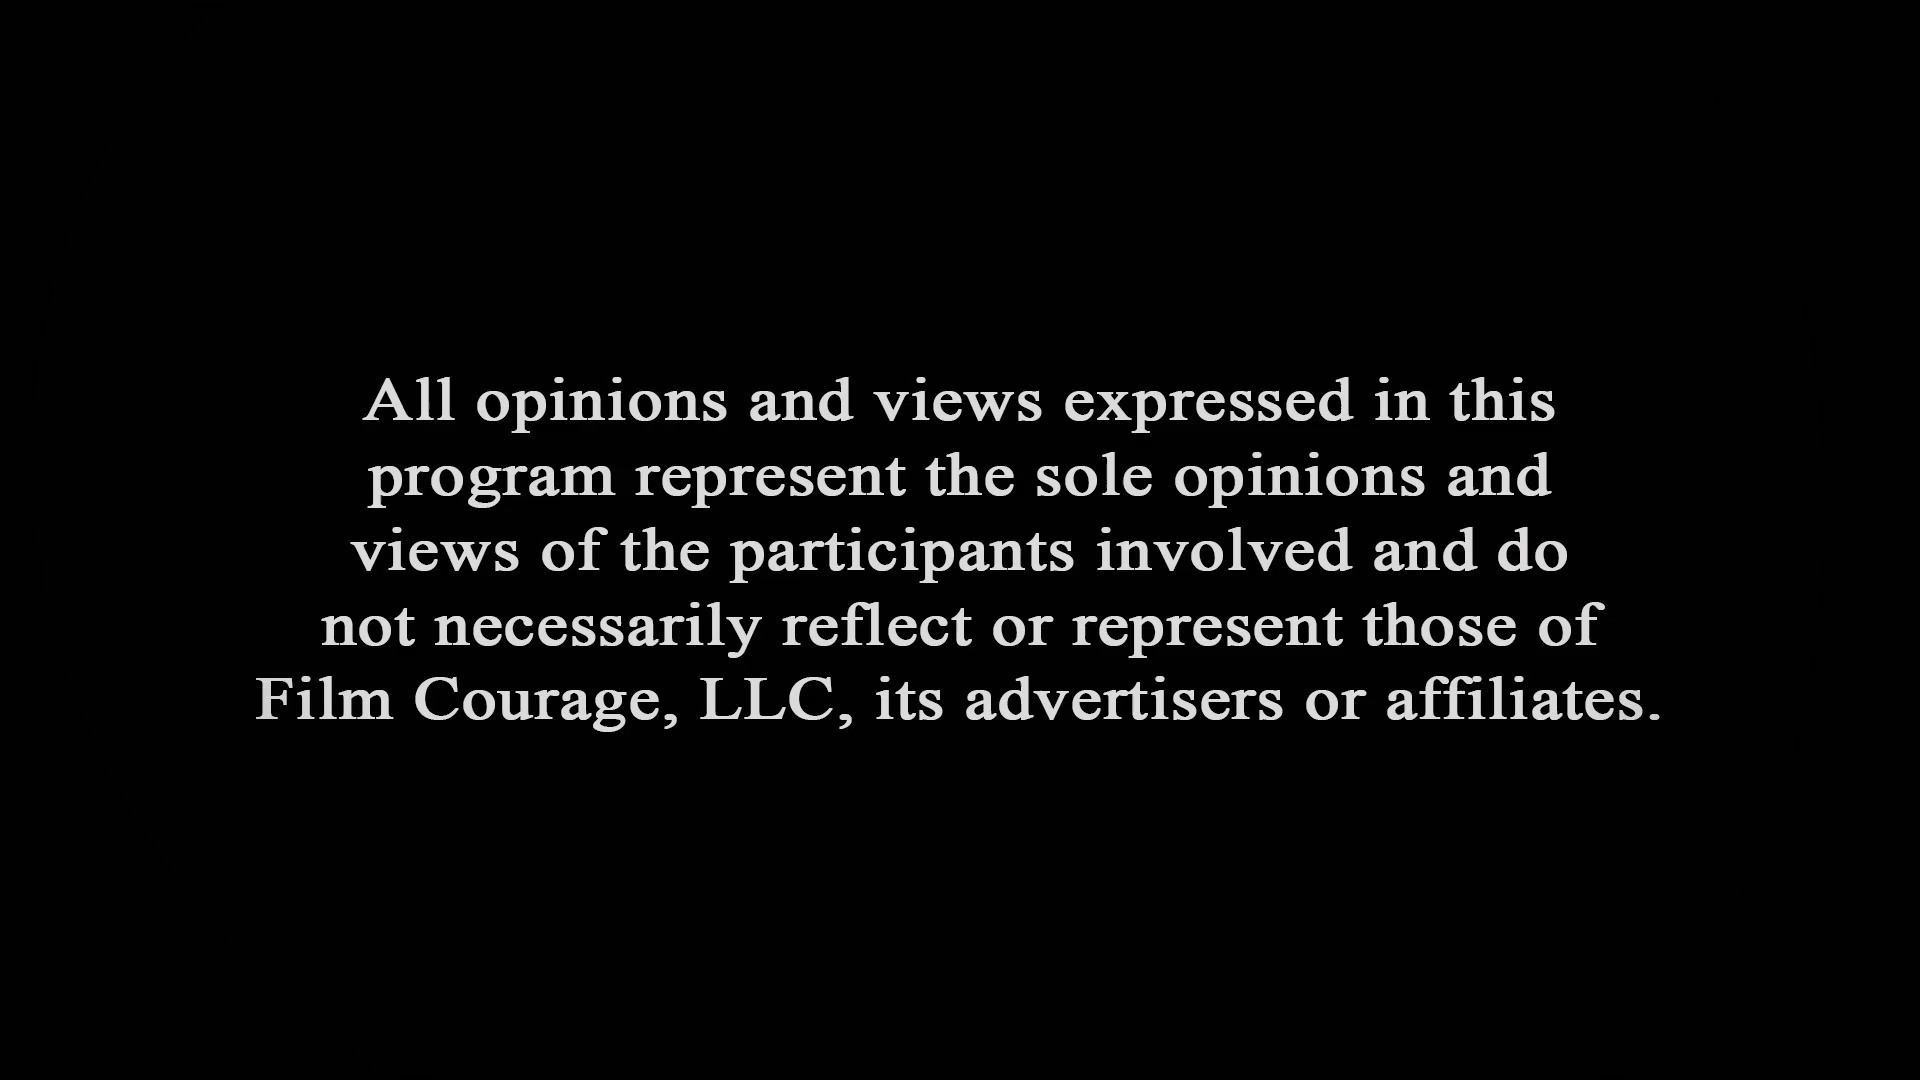 All opinions and views expressed in this
program represent the sole opinions and
views of the participants involved and do
not necessarily reflect or represent those of
Film Courage, LLC, its advertisers or affiliates.